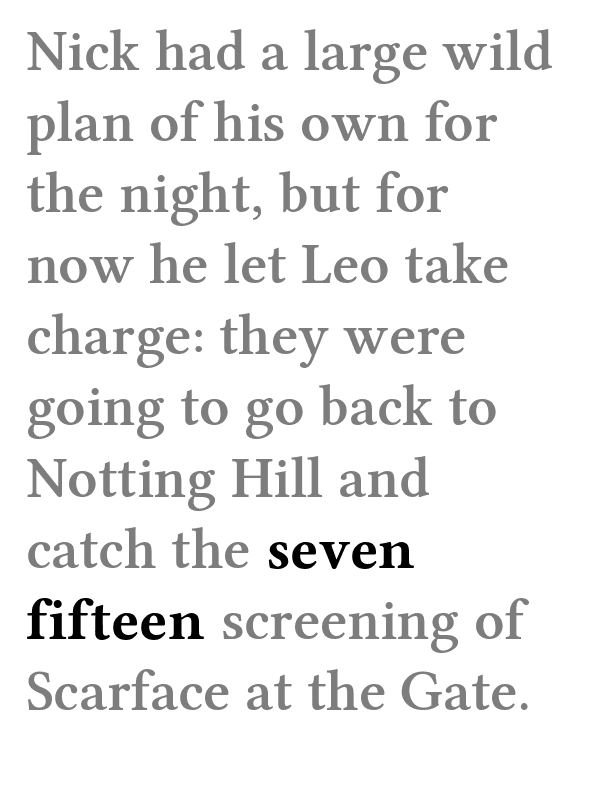 Nick had a large wild
plan of his own for
the night, but for
now he let Leo take
charge: they were
going to go back to
Notting Hill and
catch the seven
fifteen screening of
Scarface at the Gate.